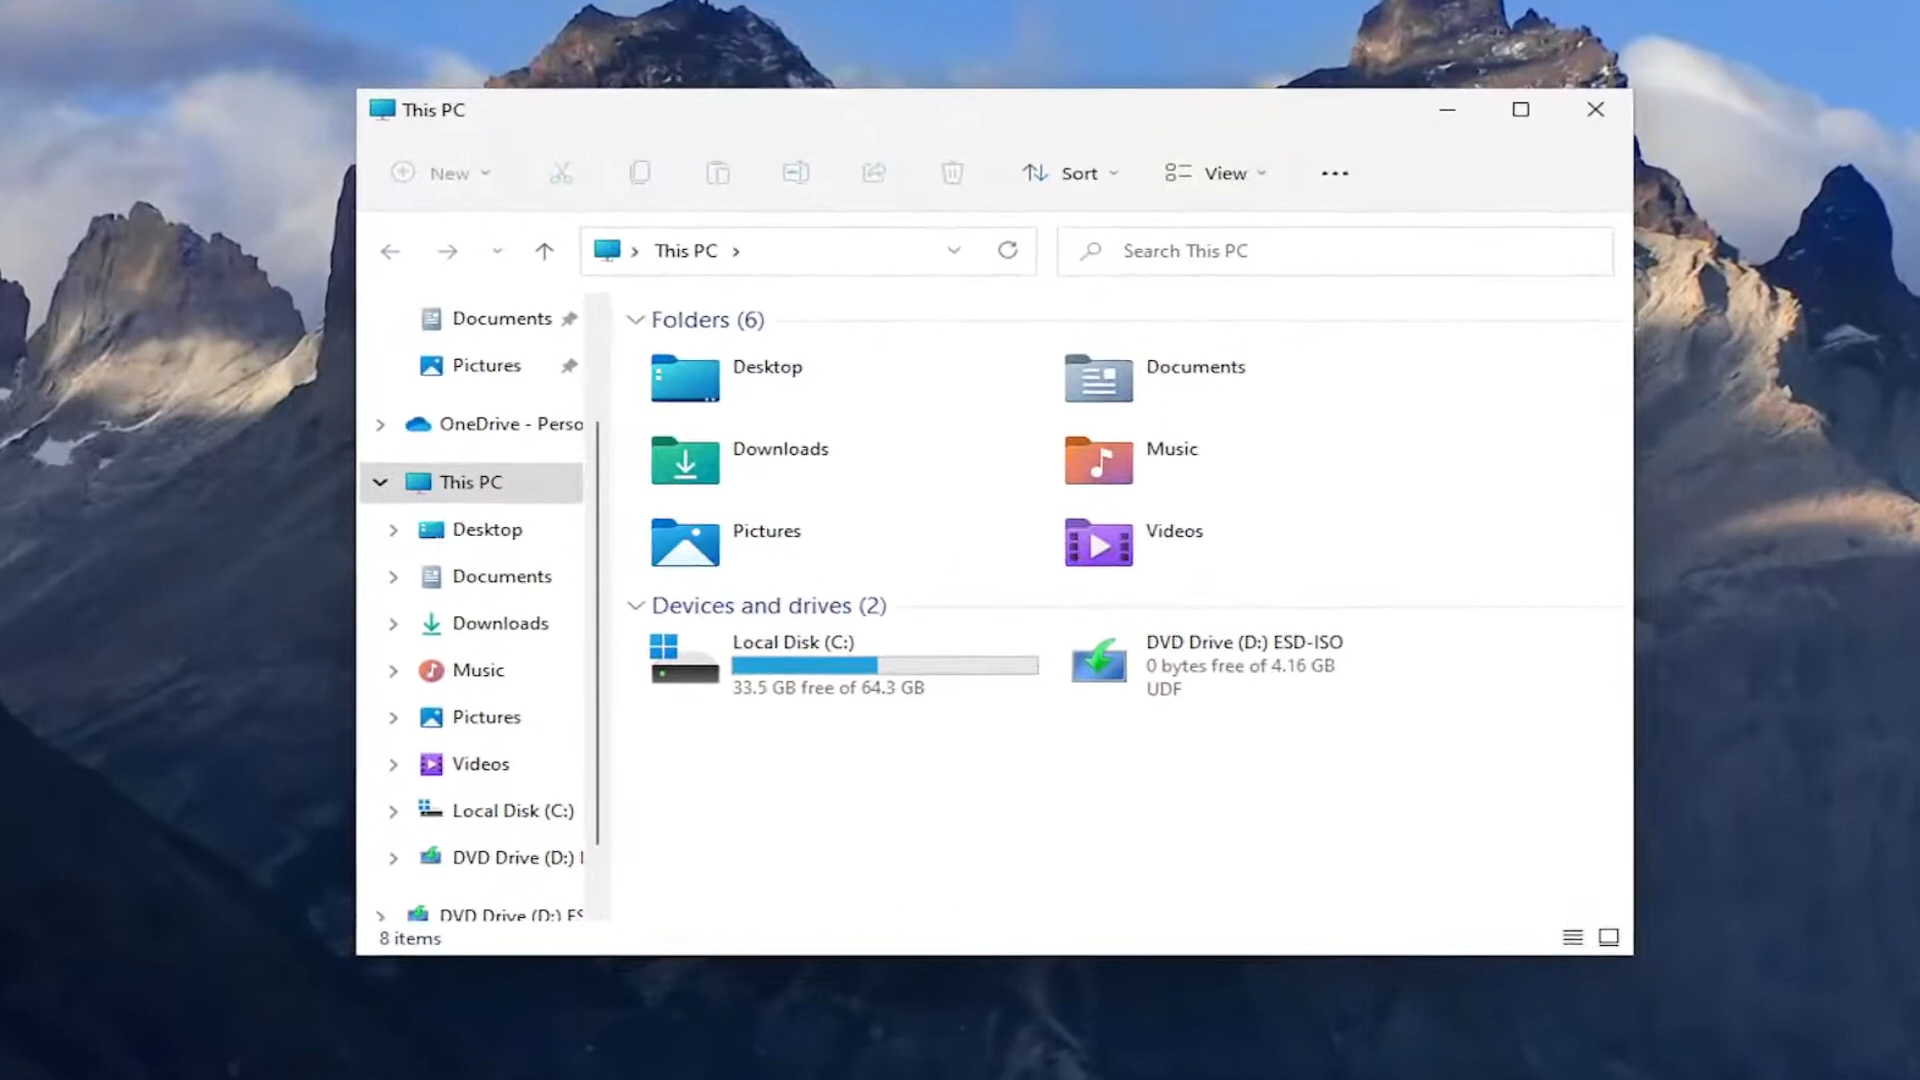 This PC
New
Sort
View
This PC
Search This PC
Documents
Pictures
OneDrive - Perso
This PC
Desktop
Documents
Downloads
Music
Pictures
Videos
Local Disk (C:)
DVD Drive (D:)
DVD Drive (D:) ES
8 items
Folders (6)
Desktop
Documents
Downloads
Music
Pictures
Videos
Devices and drives (2)
Local Disk (C:)
33.5 GB free of 64.3 GB
DVD Drive (D:) ESD-ISO
0 bytes free of 4.16 GB
UDF